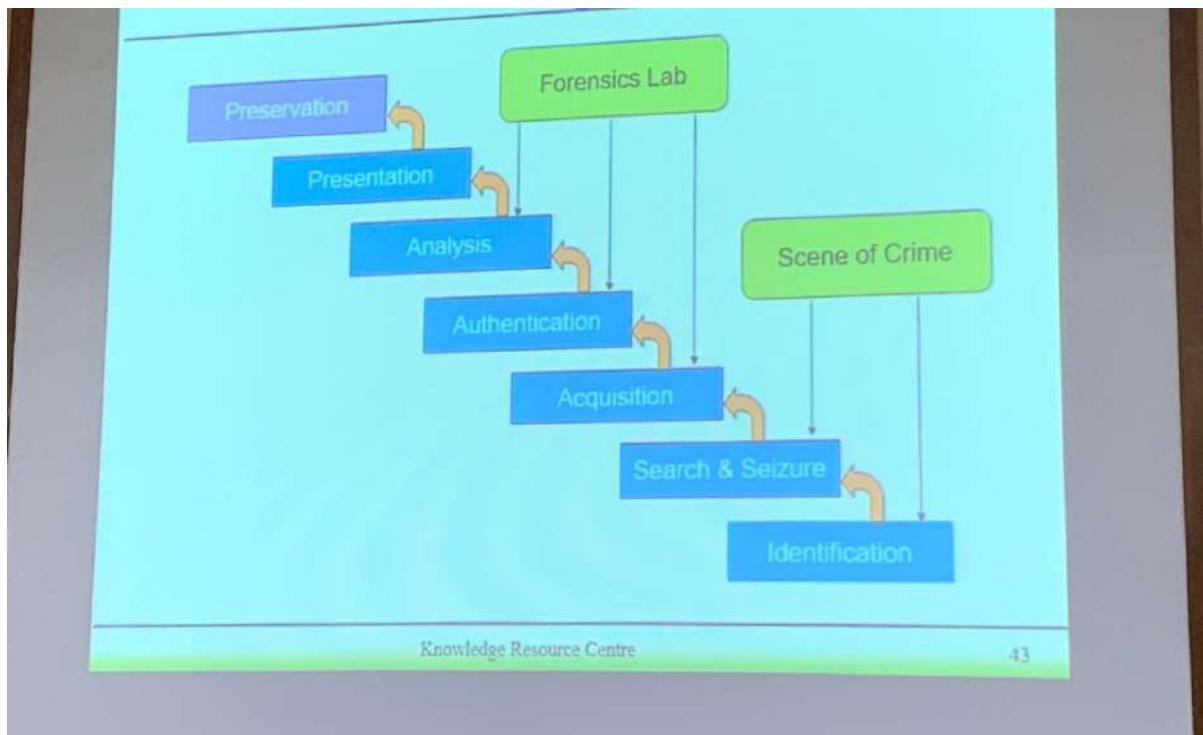 Forensics Lab
Preservation
Presentation
Analysis
Scene of Crime
Authentication
Acquisition
Search & Seizure
Identification
Knowledge Resource Centre
43